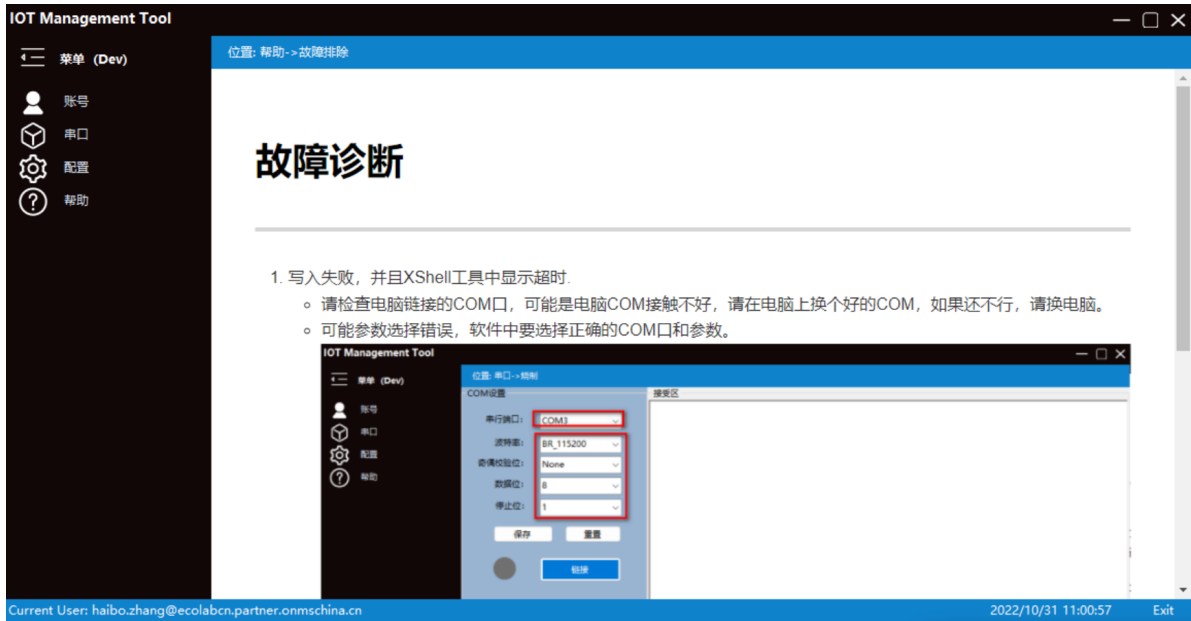 IOT Management Tool
菜单 (Dev)
位置: 帮助->故障排除
账号
串口
配置
帮助
故障诊断
1. 写入失败，并且XShell工具中显示超时.
请检查电脑链接的COM口，可能是电脑COM接触不好，请在电脑上换个好的COM，如果还不行，请换电脑。
可能参数选择错误，软件中要选择正确的COM口和参数。
IOT Management Tool
菜单 (Dev)
位置: 串口->烧制
账号
串口
配置
帮助
COM设置
接受区
串行端口: COM3
波特率: BR_115200
奇偶校验位: None
数据位: 8
停止位: 1
保存 重置
链接
Current User: haibo.zhang@ecolabcn.partner.onmschina.cn
2022/10/31 11:00:57
Exit